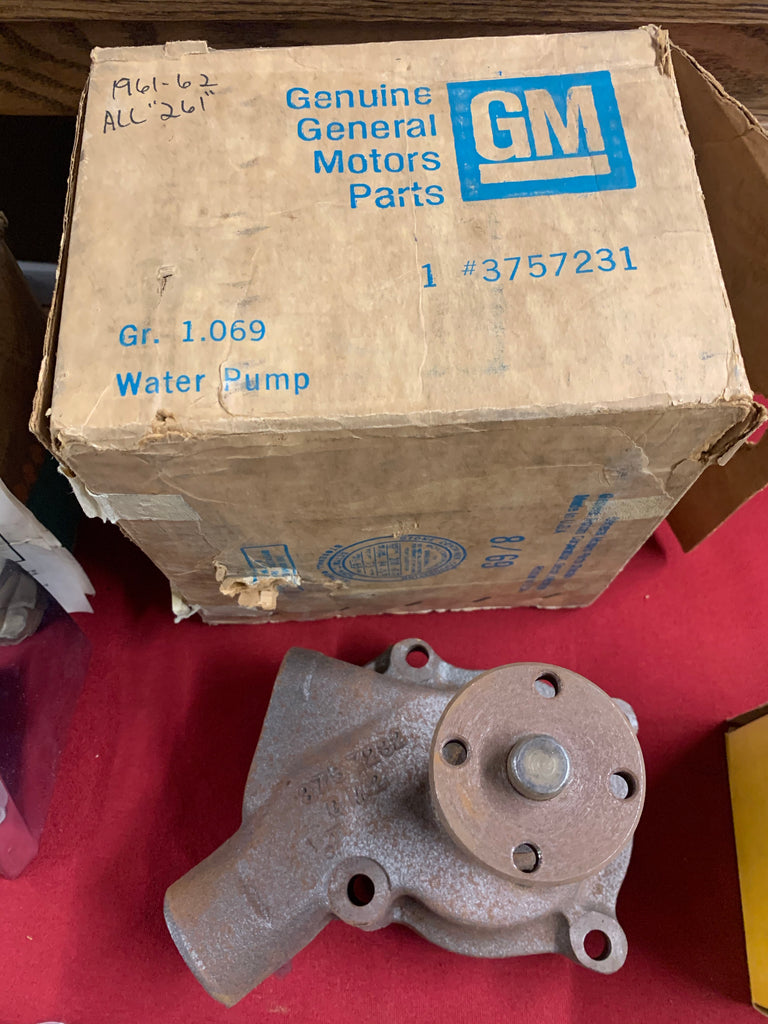 1961-62
ALL "261"
Genuine
General
Motors
Parts
GM
1 #3757231
Gr. 1.069
Water Pump
8/69